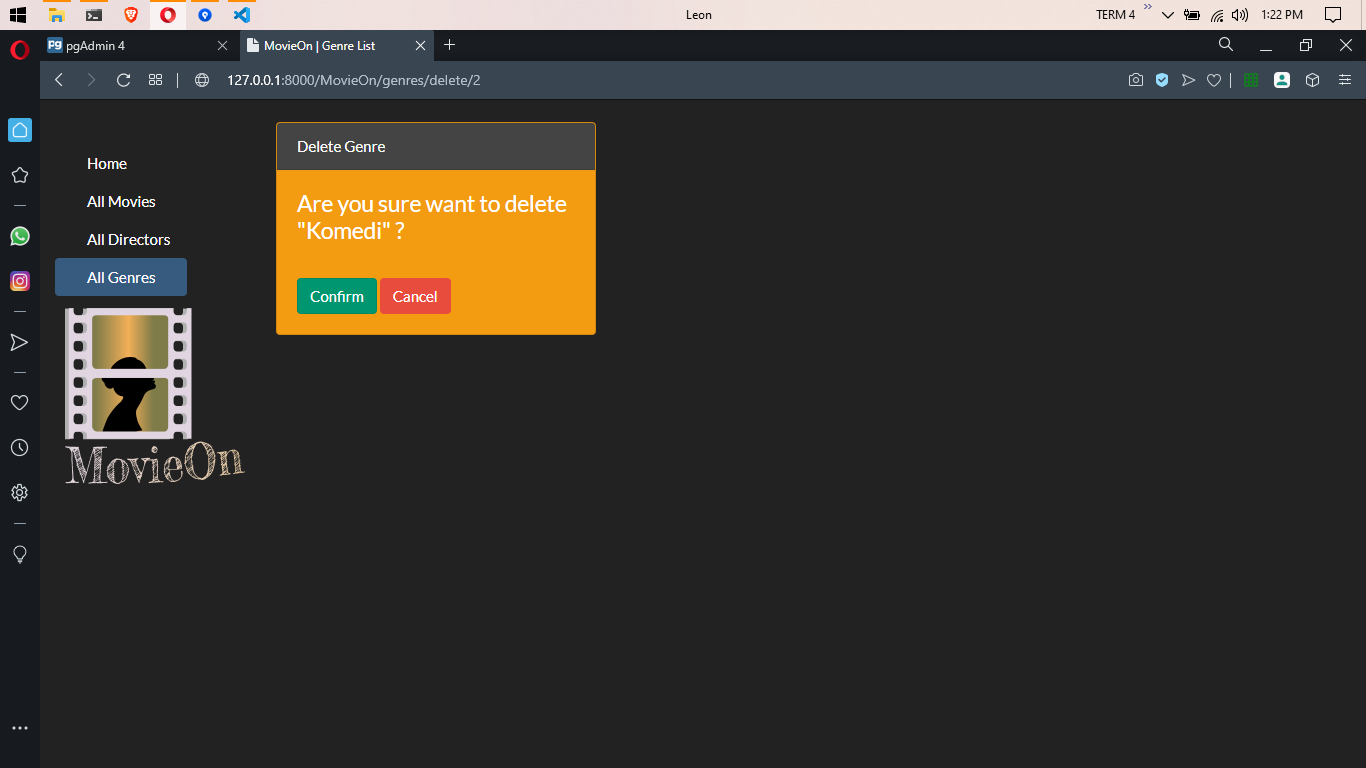 Leon
TERM 4
1:22 PM
pgAdmin 4
MovieOn | Genre List
127.0.0.1:8000/MovieOn/genres/delete/2
Home
All Movies
All Directors
All Genres
MovieOn
Delete Genre
Are you sure want to delete
"Komedi" ?
Confirm
Cancel